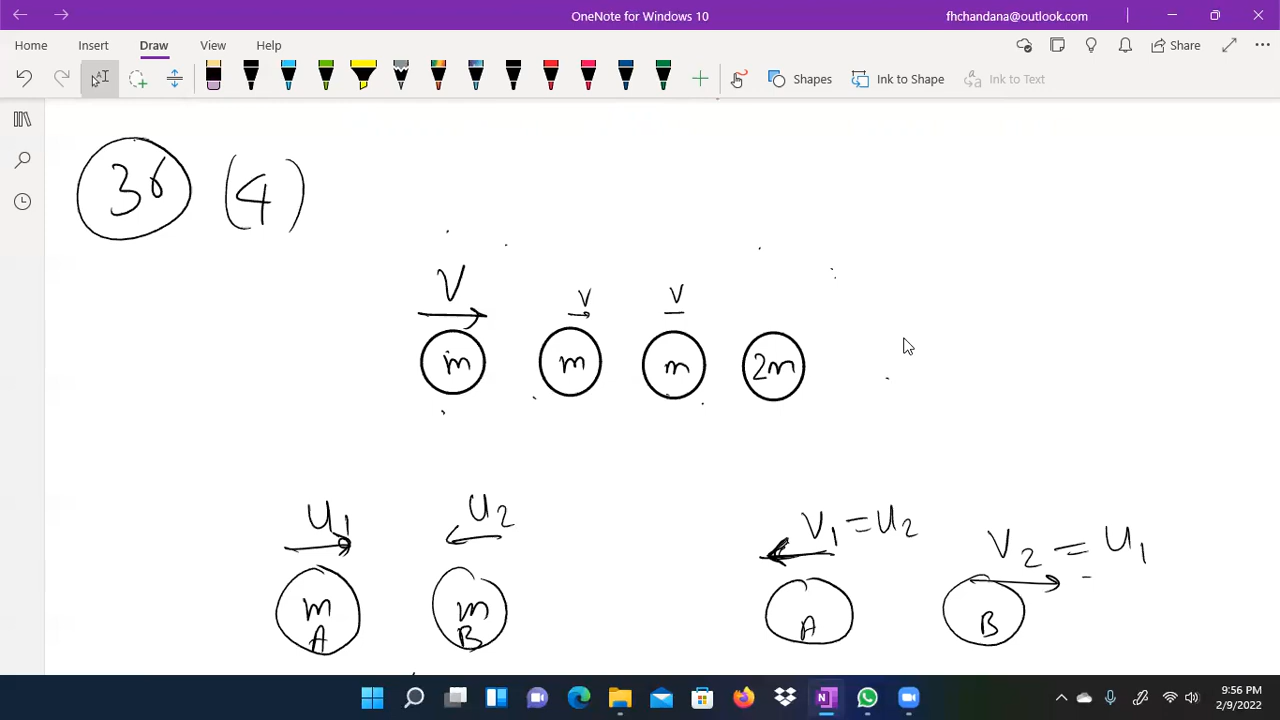 OneNote for Windows 10
fhchandana@outlook.com
Home Insert Draw View Help
Share
Shapes
Ink to Shape
Ink to Text
36 (4)
V V V
m m m 2m
U1 U2 V1 = U2 V2 = U1
m m
A B A B
9:56 PM
2/9/2022